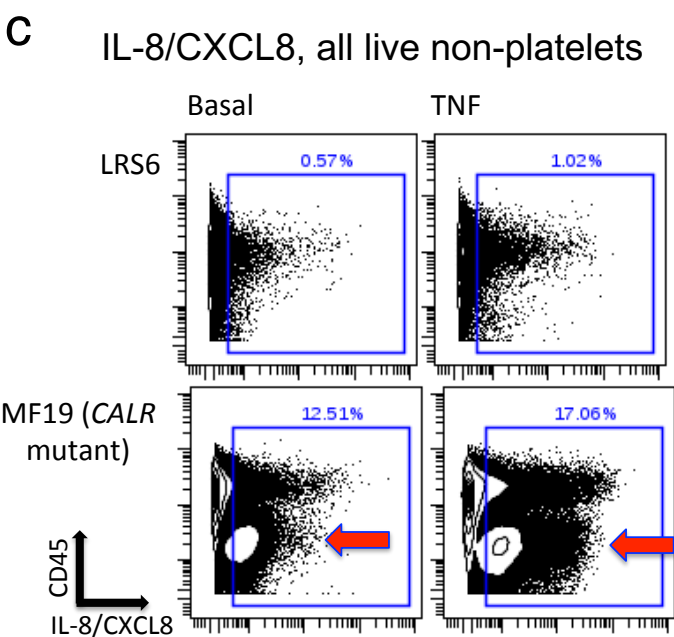 C
IL-8/CXCL8, all live non-platelets
Basal TNF
LRS6
0.57% 1.02%
MF19 (CALR
mutant)
12.51% 17.06%
CD45
IL-8/CXCL8